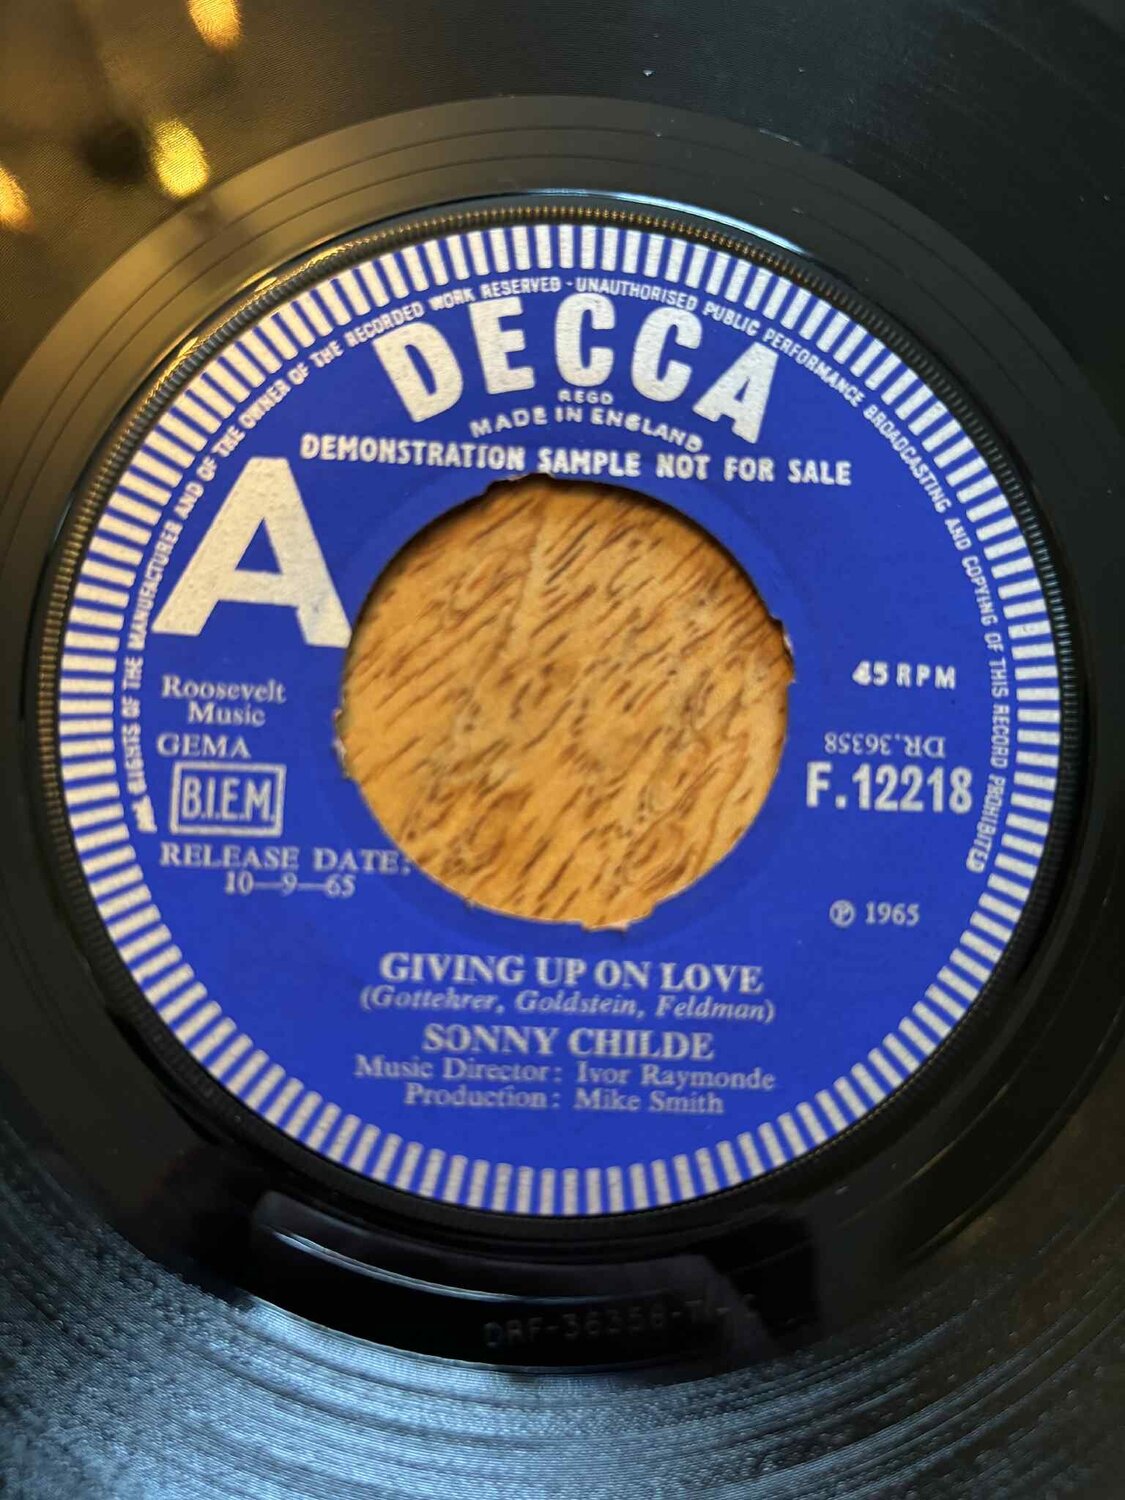 ALL RIGHTS OF THE MANUFACTURER AND OF THE OWNER OF THE RECORDED WORK RESERVED - UNAUTHORISED PUBLIC PERFORMANCE BROADCASTING AND COPYING OF THIS RECORD PROHIBITED
DECCA
REGD
MADE IN ENGLAND
DEMONSTRATION SAMPLE NOT FOR SALE
A
Roosevelt
Music
GEMA
B.I.E.M.
RELEASE DATE:
10—9—65
45 RPM
DR.36358
F.12218
℗ 1965
GIVING UP ON LOVE
(Gottehrer, Goldstein, Feldman)
SONNY CHILDE
Music Director: Ivor Raymonde
Production: Mike Smith